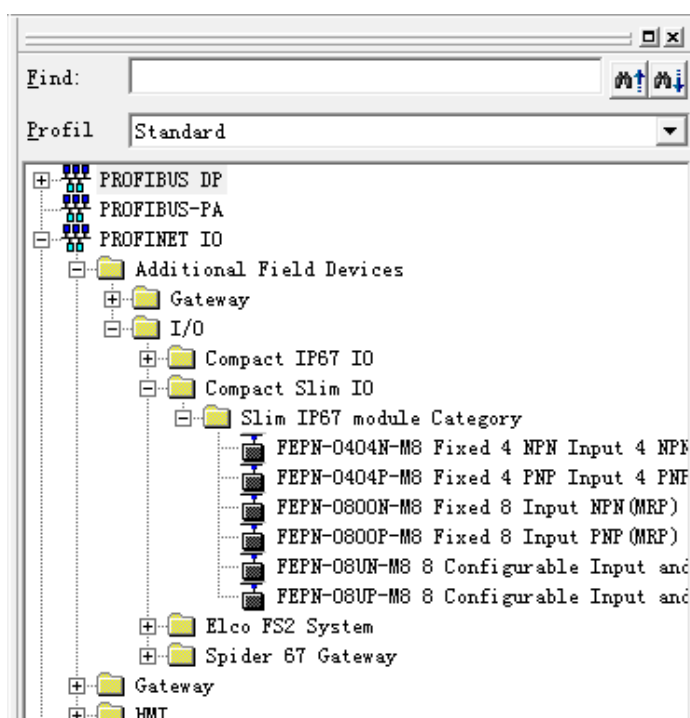 Find:
Profil Standard
PROFIBUS DP
PROFIBUS-PA
PROFINET IO
Additional Field Devices
Gateway
I/O
Compact IP67 IO
Compact Slim IO
Slim IP67 module Category
FEPN-0404N-M8 Fixed 4 NPN Input 4 NPN
FEPN-0404P-M8 Fixed 4 PNP Input 4 PNP
FEPN-0800N-M8 Fixed 8 Input NPN(MRP)
FEPN-0800P-M8 Fixed 8 Input PNP(MRP)
FEPN-08UN-M8 8 Configurable Input and
FEPN-08UP-M8 8 Configurable Input and
Elco FS2 System
Spider 67 Gateway
Gateway
HMI